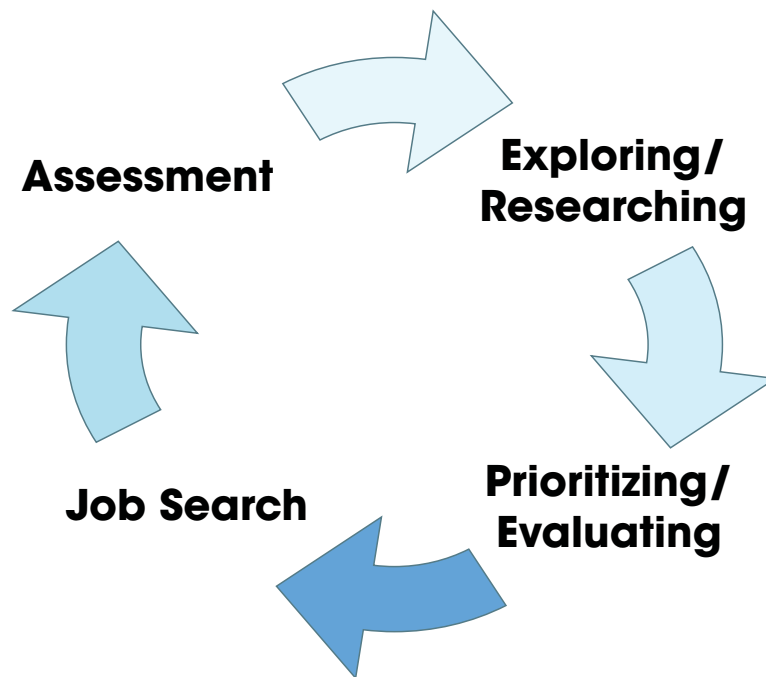 Assessment
Exploring/
Researching
Prioritizing/
Evaluating
Job Search